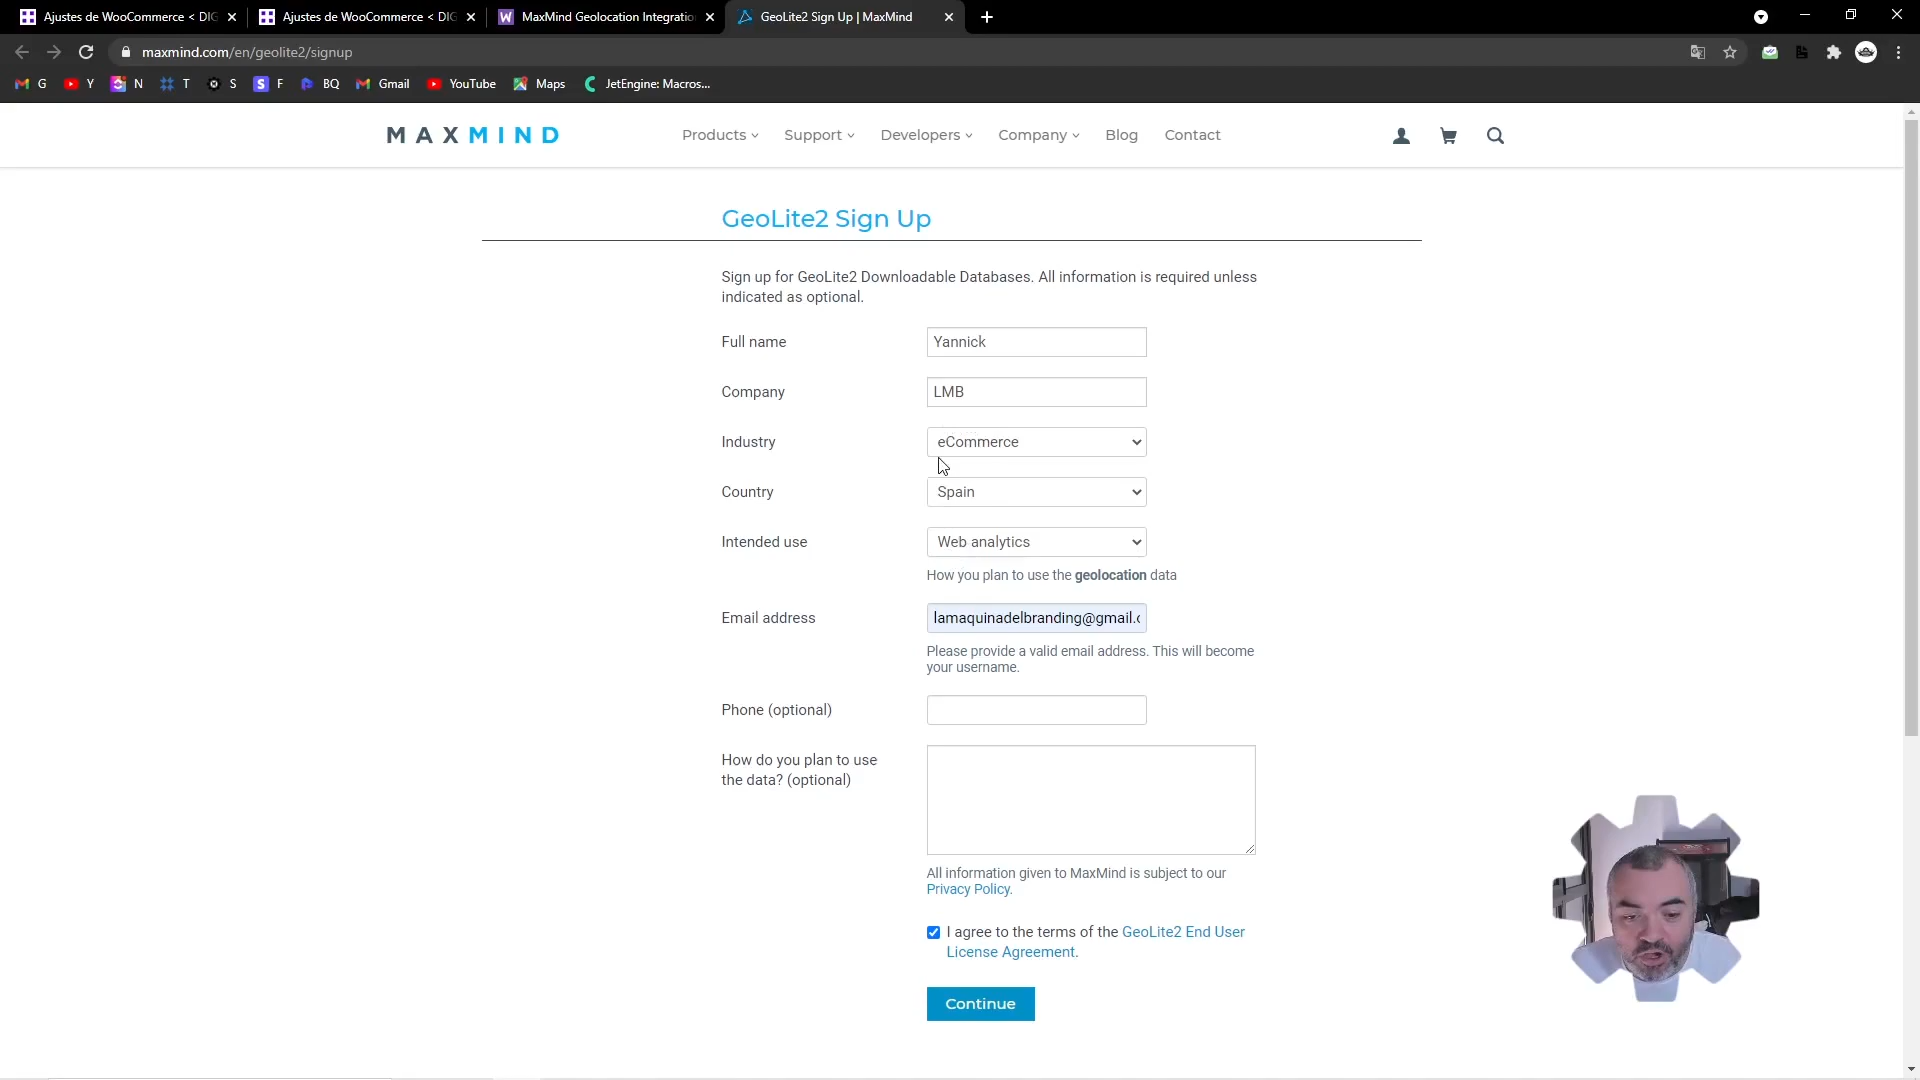 Ajustes de WooCommerce < DIG
Ajustes de WooCommerce < DIG
MaxMind Geolocation Integratio
GeoLite2 Sign Up | MaxMind
maxmind.com/en/geolite2/signup
G
Y
N
T
S
F
BQ
Gmail
YouTube
Maps
JetEngine: Macros...
MAXMIND
Products
Support
Developers
Company
Blog
Contact
GeoLite2 Sign Up
Sign up for GeoLite2 Downloadable Databases. All information is required unless
indicated as optional.
Full name
Yannick
Company
LMB
Industry
eCommerce
Country
Spain
Intended use
Web analytics
How you plan to use the geolocation data
Email address
lamaquinadelbranding@gmail.c
Please provide a valid email address. This will become
your username.
Phone (optional)
How do you plan to use
the data? (optional)
All information given to MaxMind is subject to our
Privacy Policy.
I agree to the terms of the GeoLite2 End User
License Agreement.
Continue